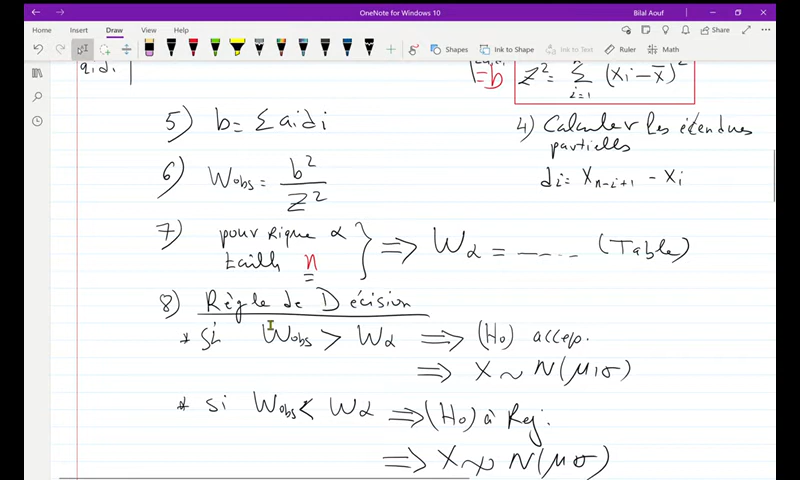 OneNote for Windows 10
Bilal Aouf
Home Insert Draw View Help
Share
Shapes Ink to Shape Ink to Text Ruler Math
aidi
=b
Z² = Σ (xi - x̄)²
i=1
5) b = Σ aidi
4) Calculer les étendues
partielles
di = X n-i+1 - Xi
6) Wobs = b² / Z²
7) pour Rique α
taille n
⟹ Wα = ------ (Table)
8) Règle de Décision
* Si Wobs > Wα ⟹ (H0) accep.
⟹ X ~ N(μ,σ)
* si Wobs < Wα ⟹ (H0) à Rej.
⟹ X ≁ N(μ,σ)